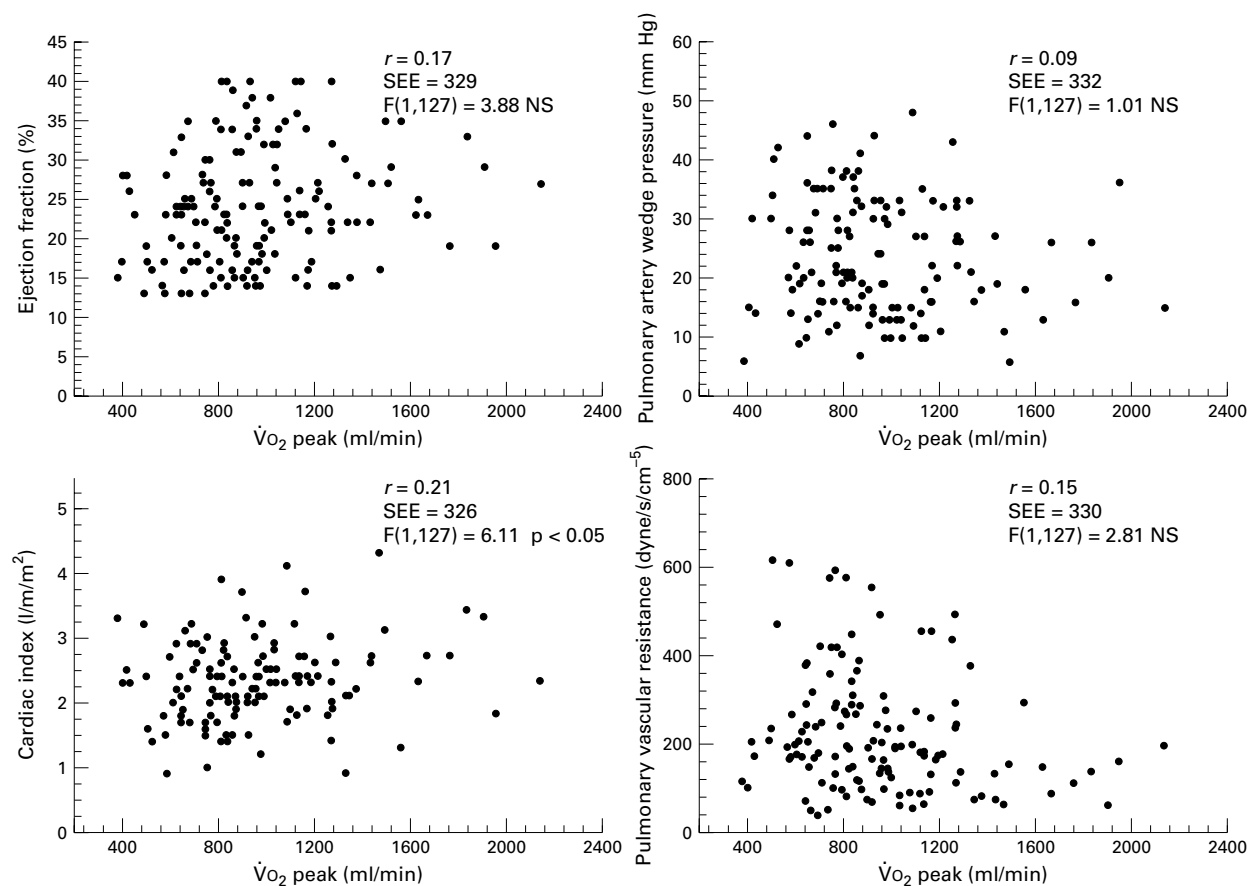 45
40
35
30
25
20
15
10
5
0
Ejection fraction (%)
r = 0.17
SEE = 329
F(1,127) = 3.88 NS
400 800 1200 1600 2000 2400
V̇O₂ peak (ml/min)
60
50
40
30
20
10
0
Pulmonary artery wedge pressure (mm Hg)
r = 0.09
SEE = 332
F(1,127) = 1.01 NS
400 800 1200 1600 2000 2400
V̇O₂ peak (ml/min)
5
4
3
2
1
0
Cardiac index (l/m/m²)
r = 0.21
SEE = 326
F(1,127) = 6.11 p < 0.05
400 800 1200 1600 2000 2400
V̇O₂ peak (ml/min)
800
600
400
200
0
Pulmonary vascular resistance (dyne/s/cm⁻⁵)
r = 0.15
SEE = 330
F(1,127) = 2.81 NS
400 800 1200 1600 2000 2400
V̇O₂ peak (ml/min)